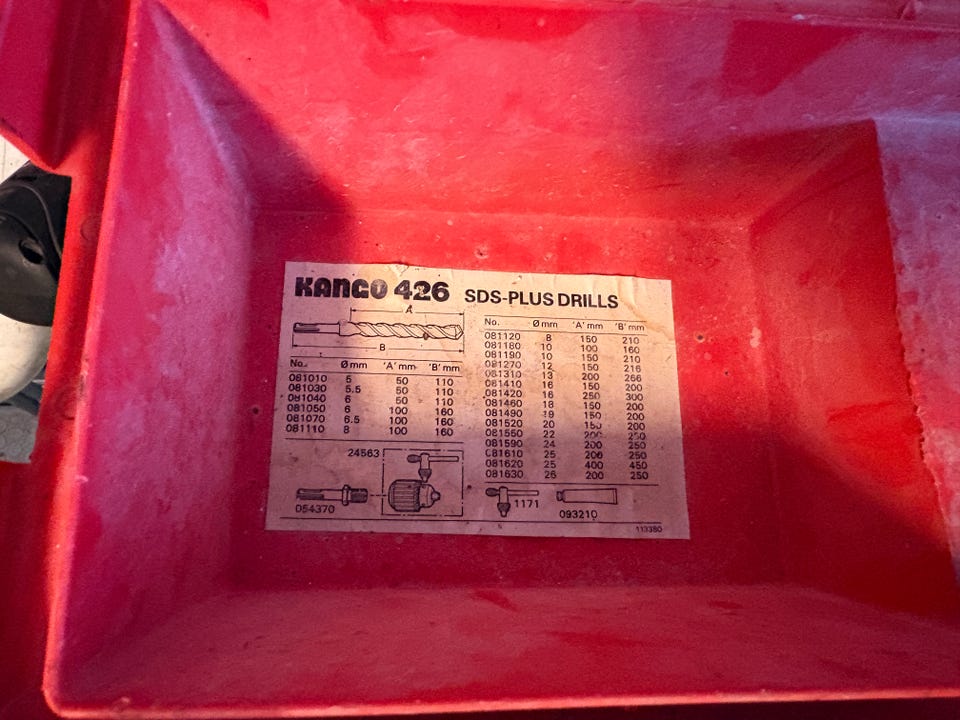 KANGO 426 SDS-PLUS DRILLS
A
B
No. Ømm 'A' mm 'B' mm
081010 5 50 110
081030 5.5 50 110
081040 6 50 110
081050 6 100 160
081070 6.5 100 160
081110 8 100 160
No. Ømm 'A' mm 'B' mm
081120 8 150 210
081180 10 100 160
081190 10 150 210
081270 12 150 216
081310 13 200 266
081410 16 150 200
081420 16 250 300
081460 18 150 200
081490 19 150 200
081520 20 150 200
081550 22 200 250
081590 24 200 250
081610 25 200 250
081620 25 400 450
081630 26 200 250
24563
054370
1171
093210
113380